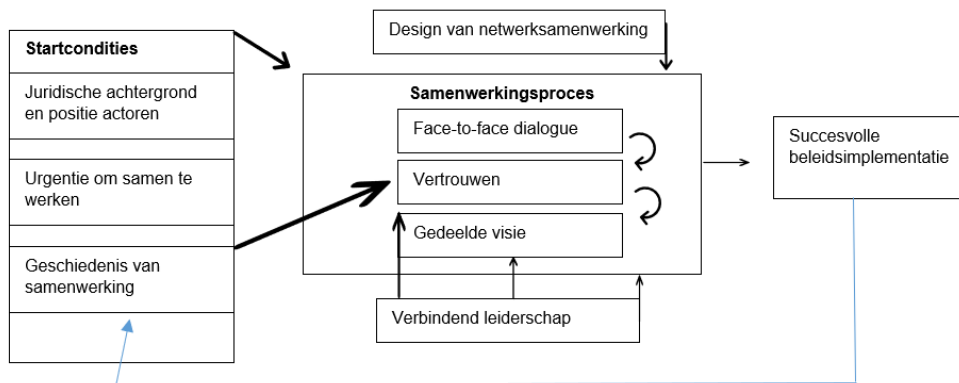 Startcondities
Juridische achtergrond
en positie actoren
Urgentie om samen te
werken
Geschiedenis van
samenwerking
Design van netwerksamenwerking
Samenwerkingsproces
Face-to-face dialogue
Vertrouwen
Gedeelde visie
Verbindend leiderschap
Succesvolle
beleidsimplementatie